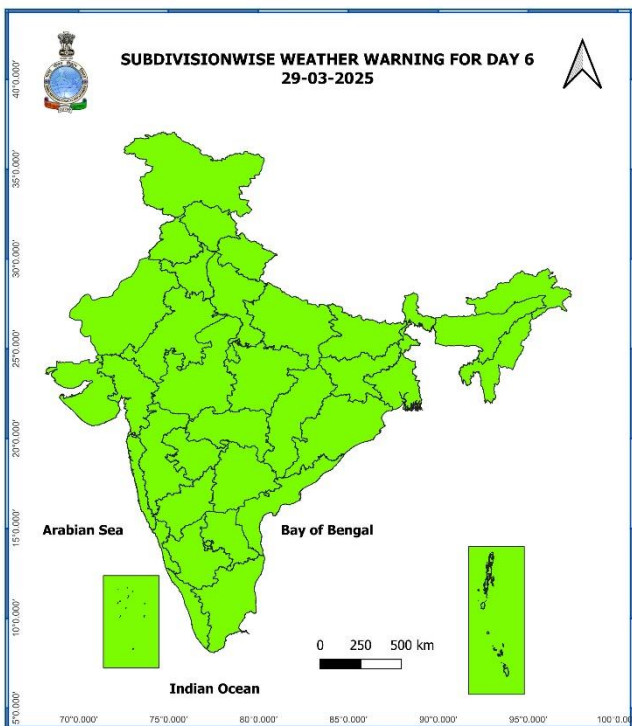 SUBDIVISIONWISE WEATHER WARNING FOR DAY 6
29-03-2025
40°0.000'
35°0.000'
30°0.000'
25°0.000'
20°0.000'
15°0.000'
10°0.000'
5°0.000'
Arabian Sea
Bay of Bengal
0 250 500 km
Indian Ocean
70°0.000' 75°0.000' 80°0.000' 85°0.000' 90°0.000' 95°0.000' 100°0.0